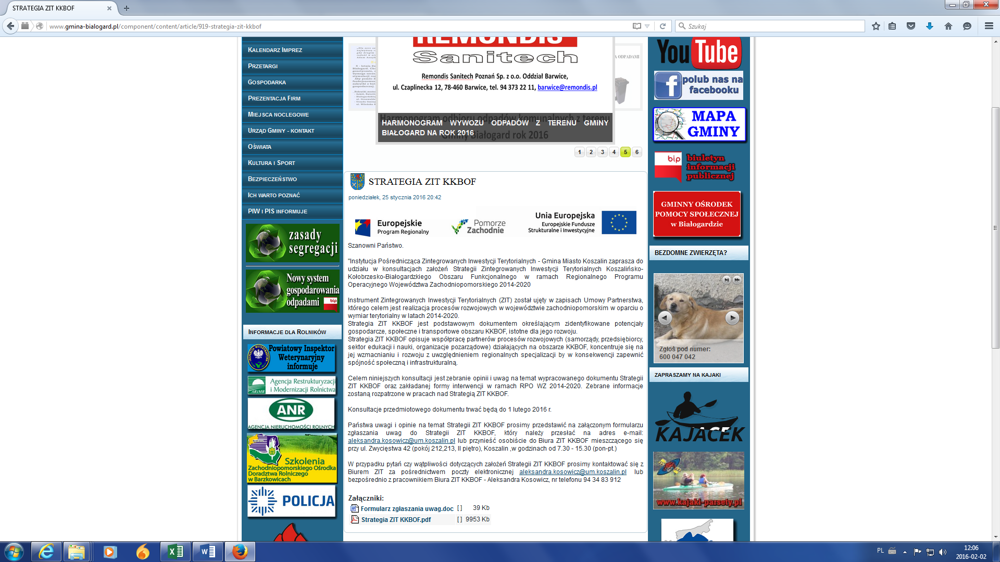 STRATEGIA ZIT KKBOF
www.gmina-bialogard.pl/component/content/article/919-strategia-zit-kkbof
Szukaj
KALENDARZ IMPREZ
PRZETARGI
GOSPODARKA
PREZENTACJA FIRM
MIEJSCA NOCLEGOWE
URZĄD GMINY - KONTAKT
OŚWIATA
KULTURA I SPORT
BEZPIECZEŃSTWO
ICH WARTO POZNAĆ
PIW I PIS INFORMUJE
zasady
segregacji
Nowy system
gospodarowania
odpadami
bip
INFORMACJE DLA ROLNIKÓW
Powiatowy Inspektor
Weterynaryjny
informuje
Agencja Restrukturyzacji
i Modernizacji Rolnictwa
ARiMR
ANR
AGENCJA NIERUCHOMOŚCI ROLNYCH
Szkolenia
Zachodniopomorskiego Ośrodka
Doradztwa Rolniczego
w Barzkowicach
POLICJA
REMONDIS
Sanitech
Remondis Sanitech Poznań Sp. z o.o. Oddział Barwice,
ul. Czaplinecka 12, 78-460 Barwice, tel. 94 373 22 11, barwice@remondis.pl
Harmonogram odbioru odpadów komunalnych z terenu
Gminy Białogard rok 2016
HARMONOGRAM WYWOZU ODPADÓW Z TERENU GMINY
BIAŁOGARD NA ROK 2016
A ODPADAMI
1 2 3 4 5 6
STRATEGIA ZIT KKBOF
poniedziałek, 25 stycznia 2016 20:42
Europejskie
Program Regionalny
Pomorze
Zachodnie
Unia Europejska
Europejskie Fundusze
Strukturalne i Inwestycyjne
Szanowni Państwo.
"Instytucja Pośrednicząca Zintegrowanych Inwestycji Terytorialnych - Gmina Miasto Koszalin zaprasza do
udziału w konsultacjach założeń Strategii Zintegrowanych Inwestycji Terytorialnych Koszalińsko-
Kołobrzesko-Białogardzkiego Obszaru Funkcjonalnego w ramach Regionalnego Programu
Operacyjnego Województwa Zachodniopomorskiego 2014-2020
Instrument Zintegrowanych Inwestycji Terytorialnych (ZIT) został ujęty w zapisach Umowy Partnerstwa,
którego celem jest realizacja procesów rozwojowych w województwie zachodniopomorskim w oparciu o
wymiar terytorialny w latach 2014-2020.
Strategia ZIT KKBOF jest podstawowym dokumentem określającym zidentyfikowane potencjały
gospodarcze, społeczne i transportowe obszaru KKBOF, istotne dla jego rozwoju.
Strategia ZIT KKBOF opisuje współpracę partnerów procesów rozwojowych (samorządy, przedsiębiorcy,
sektor edukacji i nauki, organizacje pozarządowe) działających na obszarze KKBOF, koncentruje się na
jej wzmacnianiu i rozwoju z uwzględnieniem regionalnych specjalizacji by w konsekwencji zapewnić
spójność społeczną i infrastrukturalną.
Celem niniejszych konsultacji jest zebranie opinii i uwag na temat wypracowanego dokumentu Strategii
ZIT KKBOF oraz zakładanej formy interwencji w ramach RPO WZ 2014-2020. Zebrane informacje
zostaną rozpatrzone w pracach nad Strategią ZIT KKBOF.
Konsultacje przedmiotowego dokumentu trwać będą do 1 lutego 2016 r.
Państwa uwagi i opinie na temat Strategii ZIT KKBOF prosimy przedstawić na załączonym formularzu
zgłaszania uwag do Strategii ZIT KKBOF, który należy przesłać na adres e-mail:
aleksandra.kosowicz@um.koszalin.pl lub przynieść osobiście do Biura ZIT KKBOF mieszczącego się
przy ul. Zwycięstwa 42 (pokój 212,213, II piętro), Koszalin ,w godzinach od 7.30 - 15.30 (pon-pt.)
W przypadku pytań czy wątpliwości dotyczących założeń Strategii ZIT KKBOF prosimy kontaktować się z
Biurem ZIT za pośrednictwem poczty elektronicznej aleksandra.kosowicz@um.koszalin.pl lub
bezpośrednio z pracownikiem Biura ZIT KKBOF - Aleksandra Kosowicz, nr telefonu 94 34 83 912
Załączniki:
Formularz zgłaszania uwag.doc [ ] 39 Kb
Strategia ZIT KKBOF.pdf [ ] 9953 Kb
YouTube
polub nas na
facebooku
MAPA
GMINY
bip
biuletyn
informacji
publicznej
GMINNY OŚRODEK
POMOCY SPOŁECZNEJ
w Białogardzie
BEZDOMNE ZWIERZĘTA?
Zgłoś pod numer:
600 047 042
ZAPRASZAMY NA KAJAKI
KAJACEK
www.kajaki-parsety.pl
PL
12:06
2016-02-02